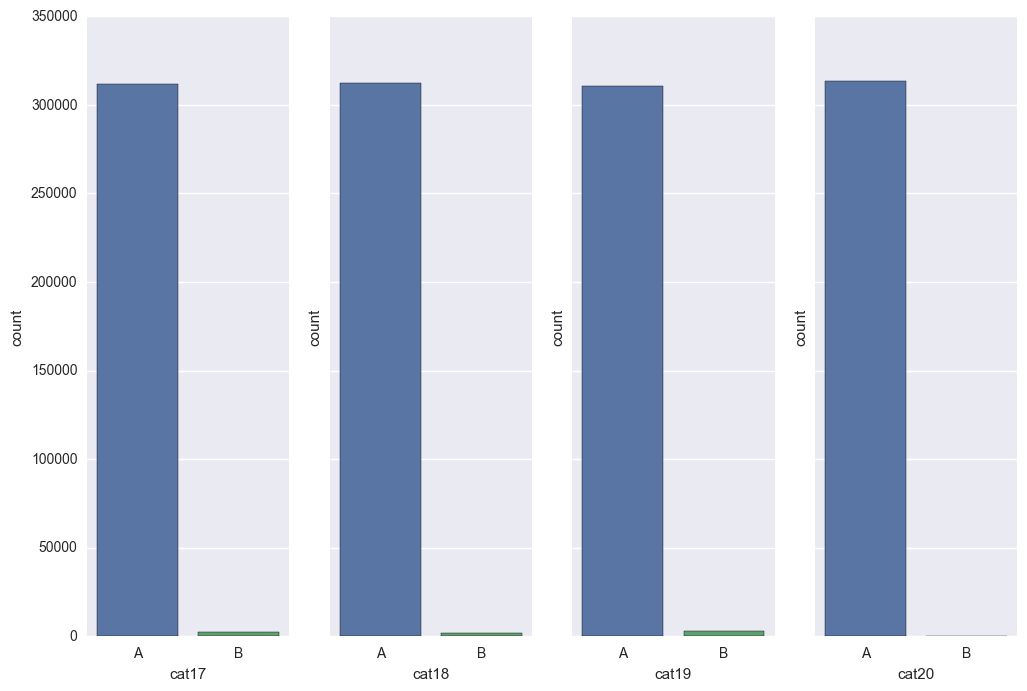 350000
300000
250000
200000
150000
100000
50000
0
count
A B
cat17
count
A B
cat18
count
A B
cat19
count
A B
cat20